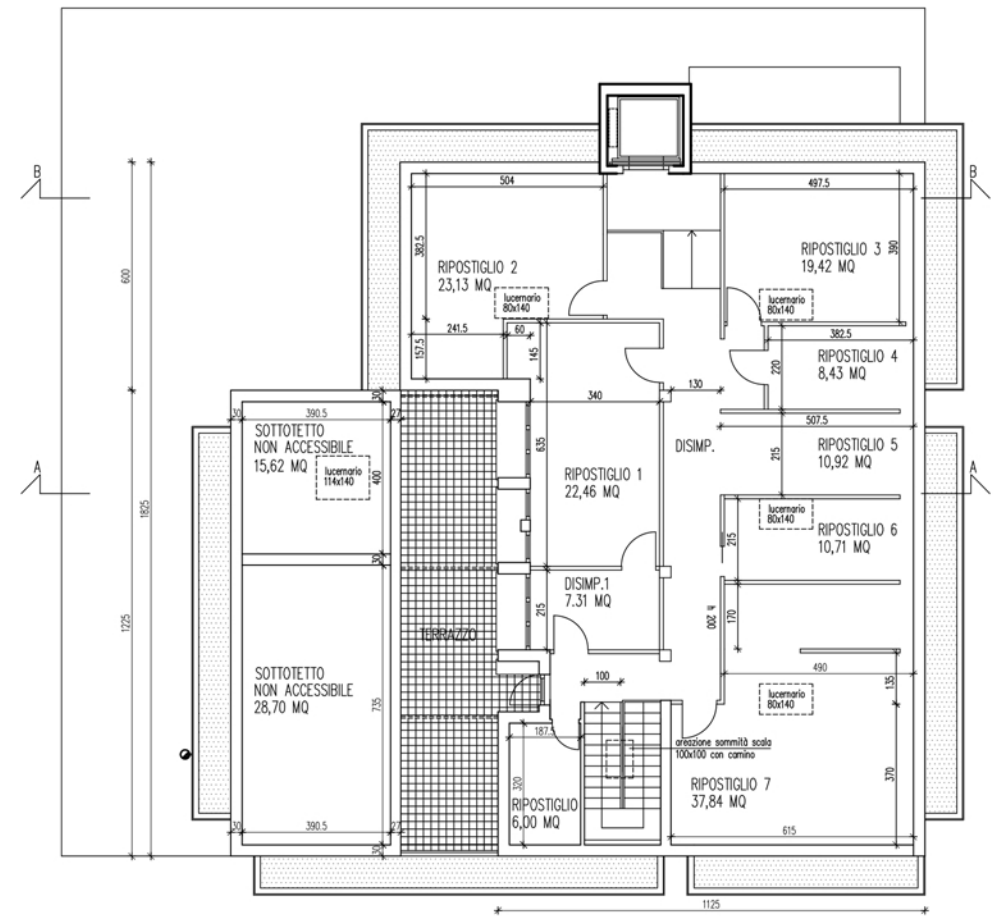 B
B
504
497.5
382.5
RIPOSTIGLIO 2
23,13 MQ
RIPOSTIGLIO 3
19,42 MQ
390
600
lucernario
80x140
lucernario
80x140
241.5
60
157.5
145
382.5
RIPOSTIGLIO 4
8,43 MQ
220
130
340
30
30
390.5
27
507.5
SOTTOTETTO
NON ACCESSIBILE
15,62 MQ
lucernario
114x140
400
635
DISIMP.
215
RIPOSTIGLIO 5
10,92 MQ
RIPOSTIGLIO 1
22,46 MQ
A
A
1825
lucernario
80x140
RIPOSTIGLIO 6
10,71 MQ
215
30
DISIMP.1
7.31 MQ
215
h 200
170
1225
TERRAZZO
SOTTOTETTO
NON ACCESSIBILE
28,70 MQ
735
490
135
100
lucernario
80x140
187.5
areazione sommità scala
100x100 con camino
320
RIPOSTIGLIO
6,00 MQ
RIPOSTIGLIO 7
37,84 MQ
370
30
390.5
27
30
615
1125